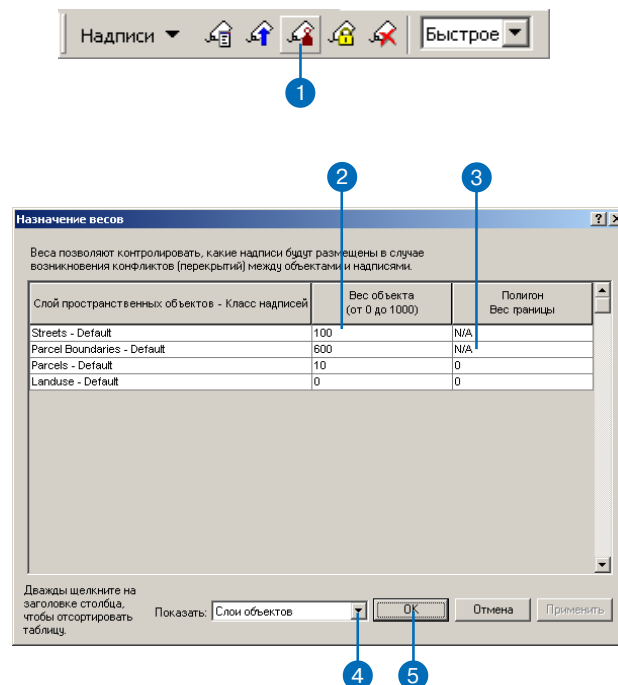 Надписи
Быстрое
1
2
3
Назначение весов
Веса позволяют контролировать, какие надписи будут размещены в случае
возникновения конфликтов (перекрытий) между объектами и надписями.
Слой пространственных объектов - Класс надписей
Вес объекта
(от 0 до 1000)
Полигон
Вес границы
Streets - Default 100 N/A
Parcel Boundaries - Default 600 N/A
Parcels - Default 10 0
Landuse - Default 0 0
Дважды щелкните на
заголовке столбца,
чтобы отсортировать
таблицу.
Показать: Слои объектов
OK
Отмена
Применить
4
5